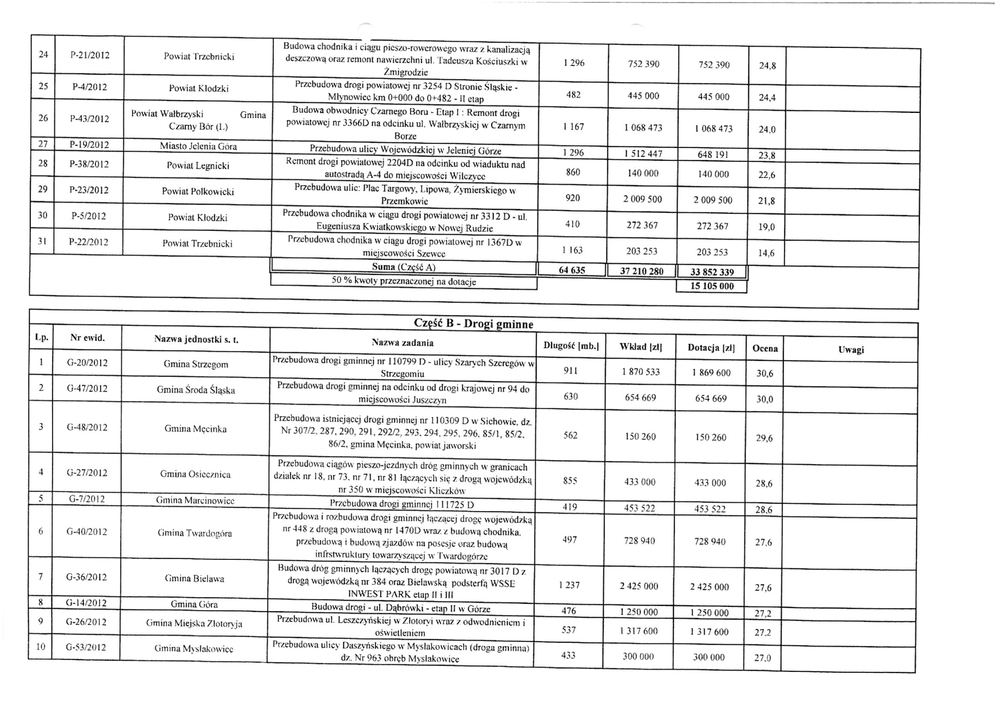 24 P-21/2012 Powiat Trzebnicki Budowa chodnika i ciągu pieszo-rowerowego wraz z kanalizacją
deszczową oraz remont nawierzchni ul. Tadeusza Kościuszki w
Żmigrodzie 1 296 752 390 752 390 24,8
25 P-4/2012 Powiat Kłodzki Przebudowa drogi powiatowej nr 3254 D Stronie Śląskie -
Młynowiec km 0+000 do 0+482 - II etap 482 445 000 445 000 24,4
26 P-43/2012 Powiat Wałbrzyski Gmina
Czarny Bór (L) Budowa obwodnicy Czarnego Boru - Etap I : Remont drogi
powiatowej nr 3366D na odcinku ul. Wałbrzyskiej w Czarnym
Borze 1 167 1 068 473 1 068 473 24,0
27 P-19/2012 Miasto Jelenia Góra Przebudowa ulicy Wojewódzkiej w Jeleniej Górze 1 296 1 512 447 648 191 23,8
28 P-38/2012 Powiat Legnicki Remont drogi powiatowej 2204D na odcinku od wiaduktu nad
autostradą A-4 do miejscowości Wilczyce 860 140 000 140 000 22,6
29 P-23/2012 Powiat Polkowicki Przebudowa ulic: Plac Targowy, Lipowa, Żymierskiego w
Przemkowie 920 2 009 500 2 009 500 21,8
30 P-5/2012 Powiat Kłodzki Przebudowa chodnika w ciągu drogi powiatowej nr 3312 D - ul.
Eugeniusza Kwiatkowskiego w Nowej Rudzie 410 272 367 272 367 19,0
31 P-22/2012 Powiat Trzebnicki Przebudowa chodnika w ciągu drogi powiatowej nr 1367D w
miejscowości Szewce 1 163 203 253 203 253 14,6
Suma (Część A) 64 635 37 210 280 33 852 339
50 % kwoty przeznaczonej na dotacje 15 105 000
Część B - Drogi gminne
Lp. Nr ewid. Nazwa jednostki s. t. Nazwa zadania Długość [mb.] Wkład [zł] Dotacja [zł] Ocena Uwagi
1 G-20/2012 Gmina Strzegom Przebudowa drogi gminnej nr 110799 D - ulicy Szarych Szeregów w
Strzegomiu 911 1 870 533 1 869 600 30,6
2 G-47/2012 Gmina Środa Śląska Przebudowa drogi gminnej na odcinku od drogi krajowej nr 94 do
miejscowości Juszczyn 630 654 669 654 669 30,0
3 G-48/2012 Gmina Męcinka Przebudowa istniejącej drogi gminnej nr 110309 D w Sichowie, dz.
Nr 307/2, 287, 290, 291, 292/2, 293, 294, 295, 296, 85/1, 85/2,
86/2, gmina Męcinka, powiat jaworski 562 150 260 150 260 29,6
4 G-27/2012 Gmina Osiecznica Przebudowa ciągów pieszo-jezdnych dróg gminnych w granicach
działek nr 18, nr 73, nr 71, nr 81 łączących się z drogą wojewódzką
nr 350 w miejscowości Kliczków 855 433 000 433 000 28,6
5 G-7/2012 Gmina Marcinowice Przebudowa drogi gminnej 111725 D 419 453 522 453 522 28,6
6 G-40/2012 Gmina Twardogóra Przebudowa i rozbudowa drogi gminnej łączącej drogę wojewódzką
nr 448 z drogą powiatową nr 1470D wraz z budową chodnika,
przebudową i budową zjazdów na posesje oraz budową
infrstwruktury towarzyszącej w Twardogórze 497 728 940 728 940 27,6
7 G-36/2012 Gmina Bielawa Budowa dróg gminnych łączących drogę powiatową nr 3017 D z
drogą wojewódzką nr 384 oraz Bielawską podsterfą WSSE
INWEST PARK etap II i III 1 237 2 425 000 2 425 000 27,6
8 G-14/2012 Gmina Góra Budowa drogi - ul. Dąbrówki - etap II w Górze 476 1 250 000 1 250 000 27,2
9 G-26/2012 Gmina Miejska Złotoryja Przebudowa ul. Leszczyńskiej w Złotoryi wraz z odwodnieniem i
oświetleniem 537 1 317 600 1 317 600 27,2
10 G-53/2012 Gmina Mysłakowice Przebudowa ulicy Daszyńskiego w Mysłakowicach (droga gminna)
dz. Nr 963 obręb Mysłakowice 433 300 000 300 000 27,0